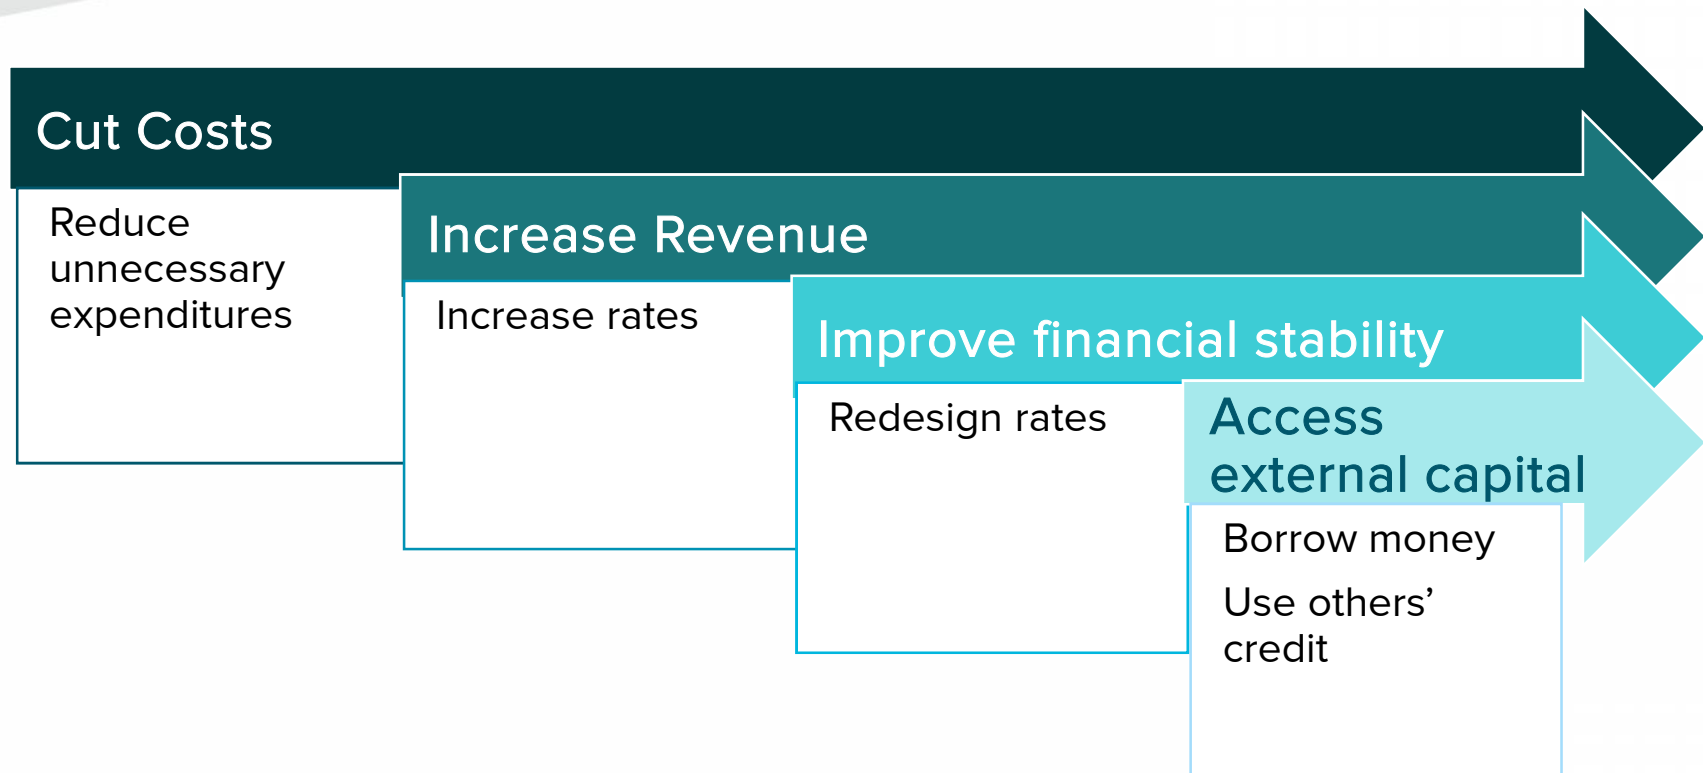 Cut Costs
Reduce
unnecessary
expenditures
Increase Revenue
Increase rates
Improve financial stability
Redesign rates
Access
external capital
Borrow money
Use others’
credit